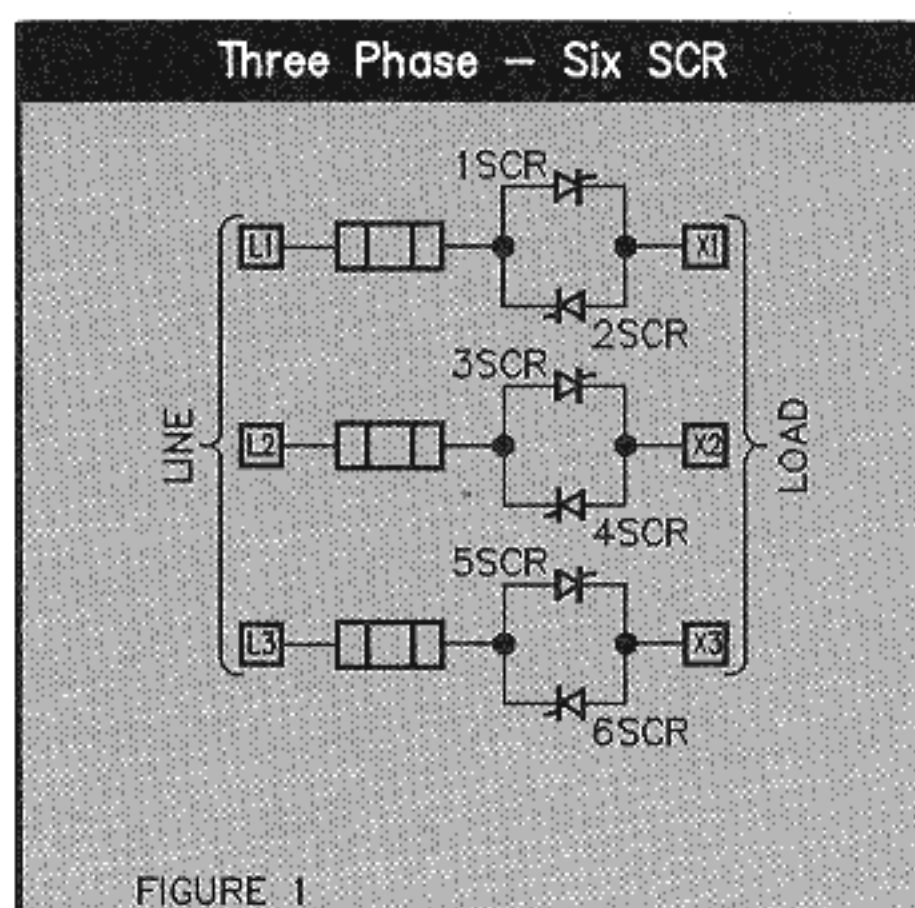 Three Phase – Six SCR
1SCR
L1
X1
2SCR
3SCR
LINE
L2
X2
LOAD
4SCR
5SCR
L3
X3
6SCR
FIGURE 1